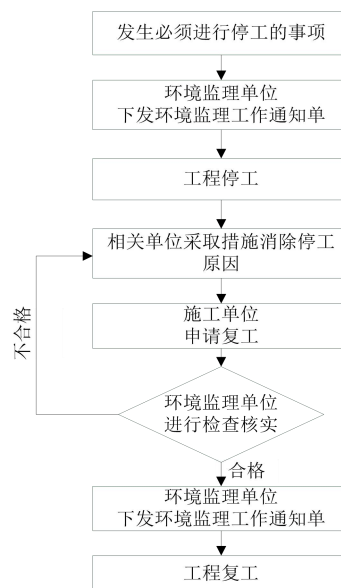 发生必须进行停工的事项
环境监理单位
下发环境监理工作通知单
工程停工
相关单位采取措施消除停工
原因
施工单位
申请复工
不合格
环境监理单位
进行检查核实
合格
环境监理单位
下发环境监理工作通知单
工程复工